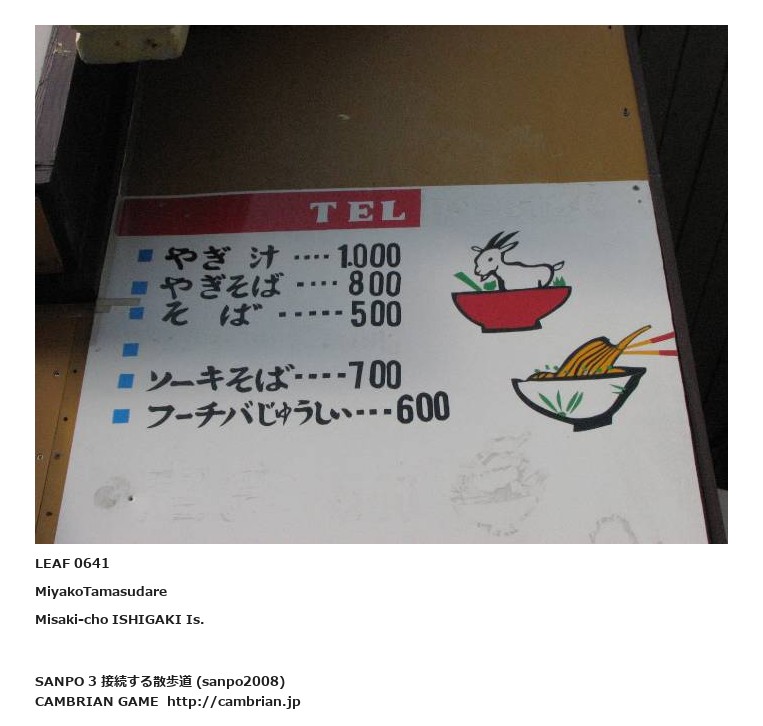 TEL
やぎ汁 ････ 1.000
やぎそば ････ 800
そば ･････ 500
ソーキそば････700
フーチバじゅうしい･･･600
LEAF 0641
MiyakoTamasudare
Misaki-cho ISHIGAKI Is.
SANPO 3 接続する散歩道 (sanpo2008)
CAMBRIAN GAME http://cambrian.jp